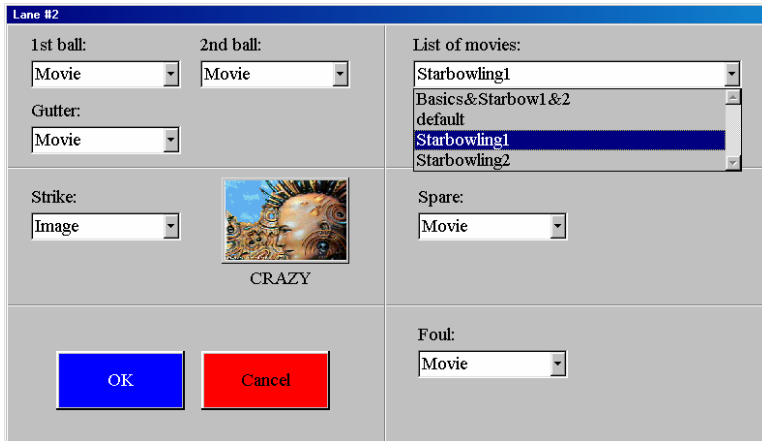 Lane #2
1st ball:
2nd ball:
List of movies:
Movie
Movie
Starbowling1
Basics&Starbow1&2
default
Starbowling1
Starbowling2
Gutter:
Movie
Strike:
Image
CRAZY
Spare:
Movie
OK
Cancel
Foul:
Movie